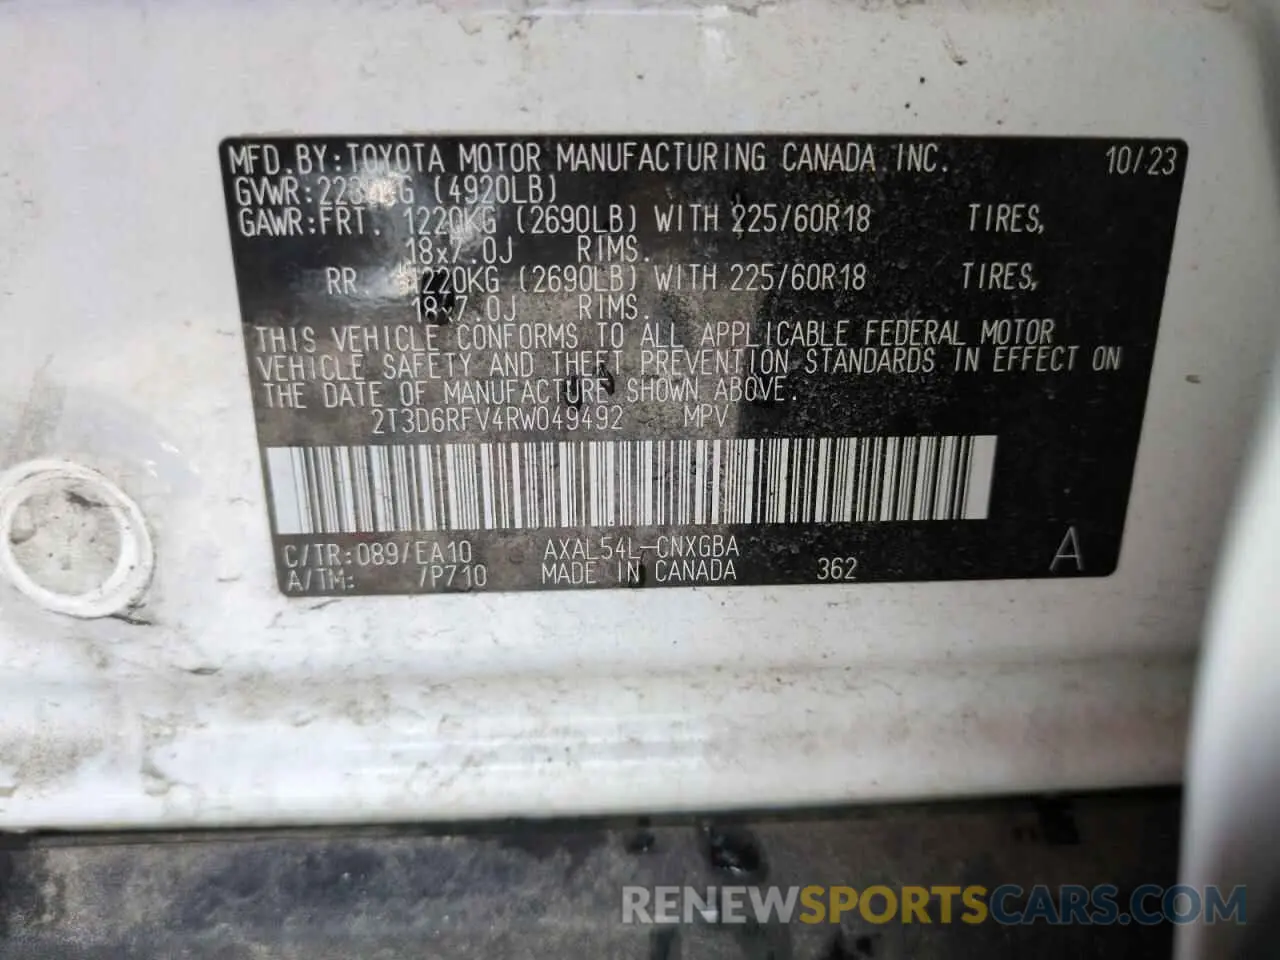 MFD.BY:TOYOTA MOTOR MANUFACTURING CANADA INC. 10/23
GVWR: (4920LB)
GAWR:FRT. 1220KG (2690LB) WITH 225/60R18 TIRES,
18x7.0J RIMS.
RR. 1220KG (2690LB) WITH 225/60R18 TIRES,
18x7.0J RIMS.
THIS VEHICLE CONFORMS TO ALL APPLICABLE FEDERAL MOTOR
VEHICLE SAFETY AND THEFT PREVENTION STANDARDS IN EFFECT ON
THE DATE OF MANUFACTURE SHOWN ABOVE.
2T3D6RFV4RW049492 MPV
C/TR:089/EA10 AXAL54L-CNXGBA
A/TM: /P710 MADE IN CANADA 362 A
RENEWSPORTSCARS.COM